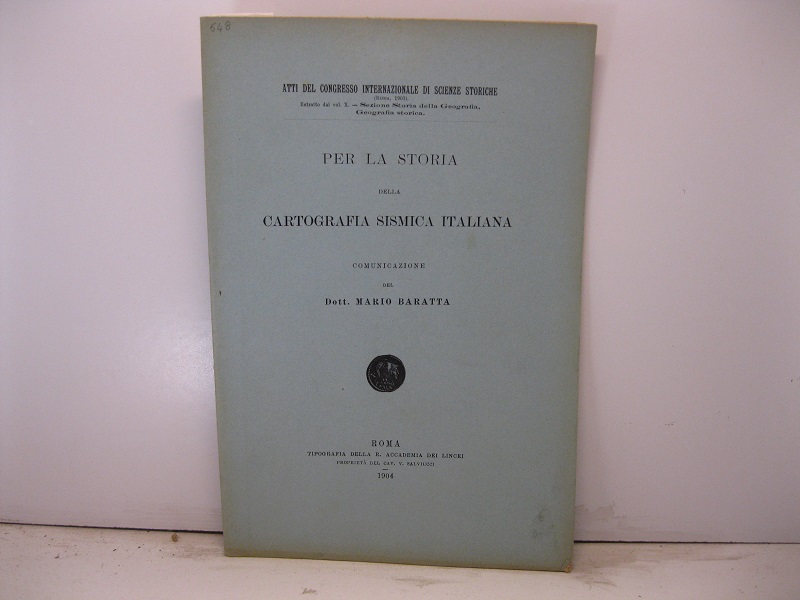 648
ATTI DEL CONGRESSO INTERNAZIONALE DI SCIENZE STORICHE
(Roma, 1903).
Estratto dal vol. X. — Sezione Storia della Geografia,
Geografia storica.
PER LA STORIA
DELLA
CARTOGRAFIA SISMICA ITALIANA
COMUNICAZIONE
DEL
Dott. MARIO BARATTA
ROMA
TIPOGRAFIA DELLA R. ACCADEMIA DEI LINCEI
PROPRIETÀ DEL CAV. V. SALVIUCCI
1904